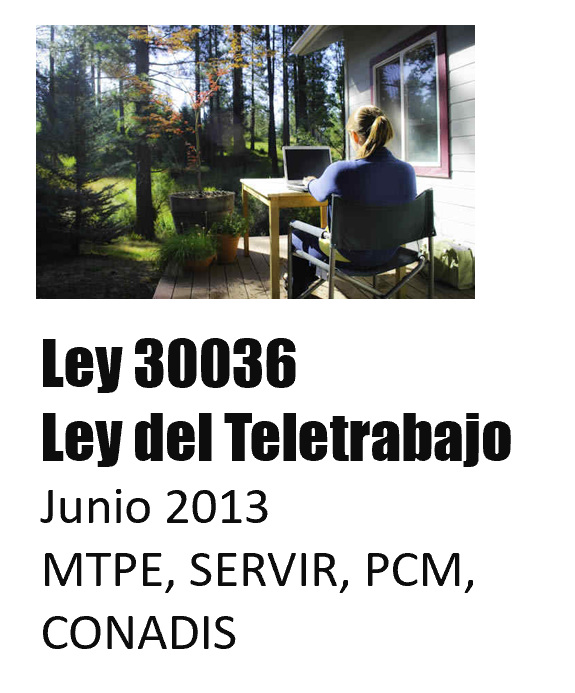 Ley 30036
Ley del Teletrabajo
Junio 2013
MTPE, SERVIR, PCM,
CONADIS